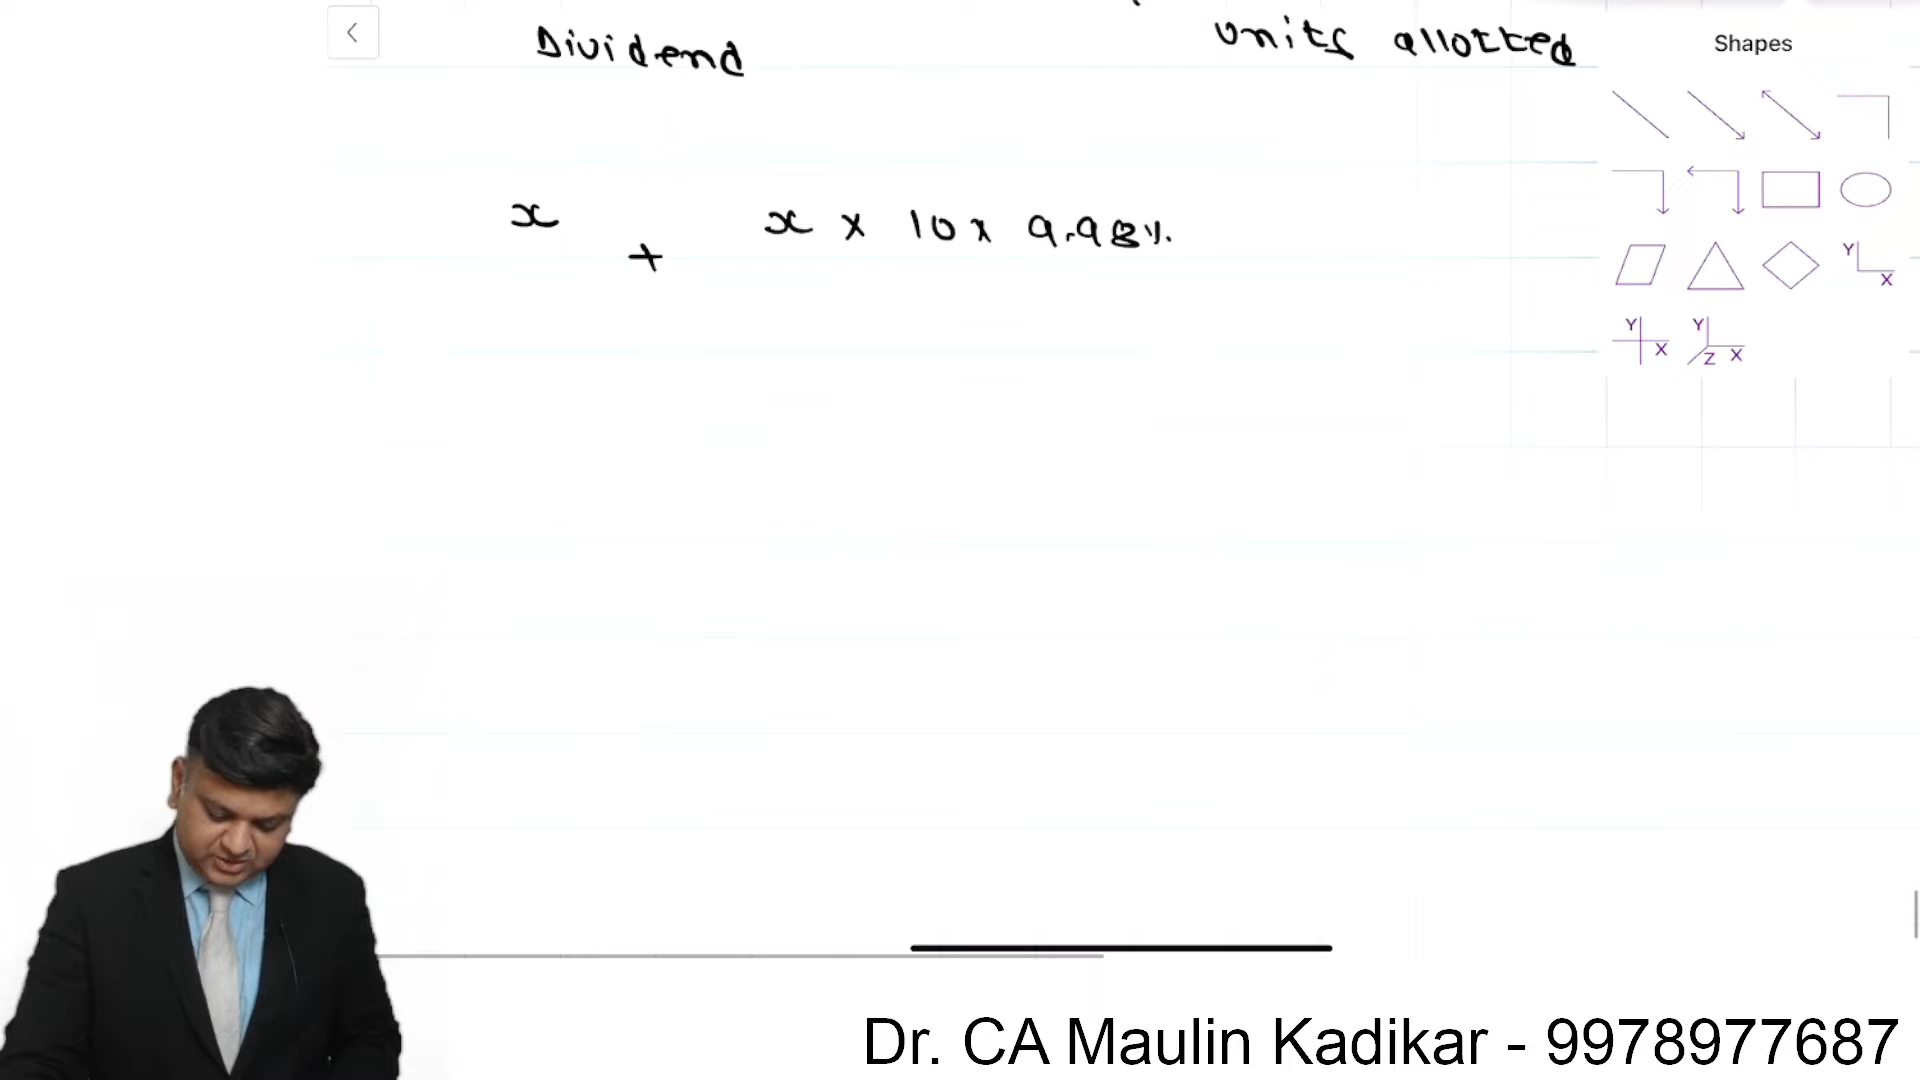 Dividend
units allotted
Shapes
x + x x 10 x 9.98%
Y
X
Y
X
Y
Z
X
Dr. CA Maulin Kadikar - 9978977687